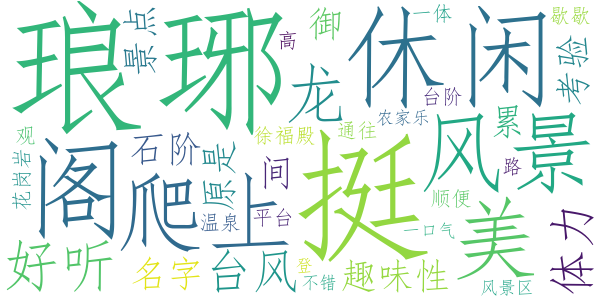 琅琊
休闲
阁
挺
风景
爬上
美
龙
御
一体
歇歇
景点
高
考验
台阶
农家乐
累
石阶
徐福殿
通往
观
花岗岩
原是
间
路
顺便
温泉
平台
一口气
体力
好听
名字
台风
登
不错
趣味性
风景区